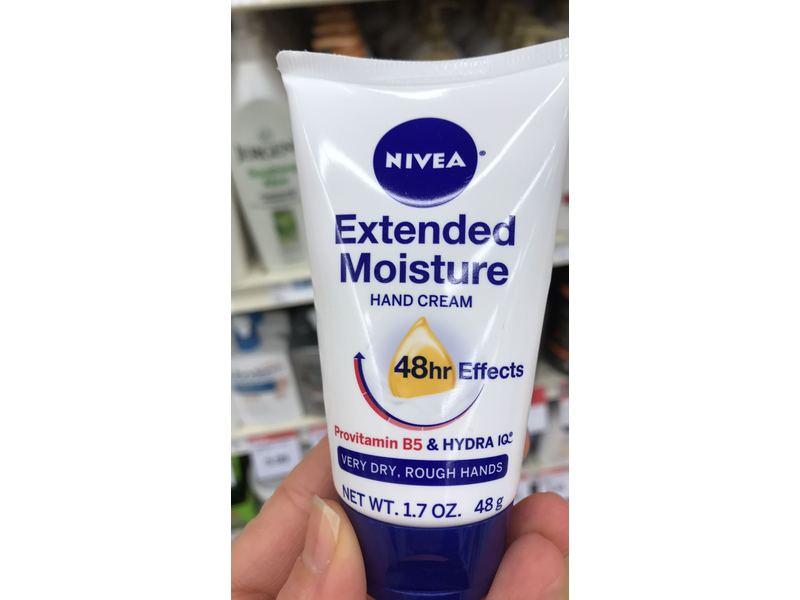 NIVEA®
Extended
Moisture
HAND CREAM
48hr Effects
Provitamin B5 & HYDRA IQ®
VERY DRY, ROUGH HANDS
NET WT. 1.7 OZ. 48 g